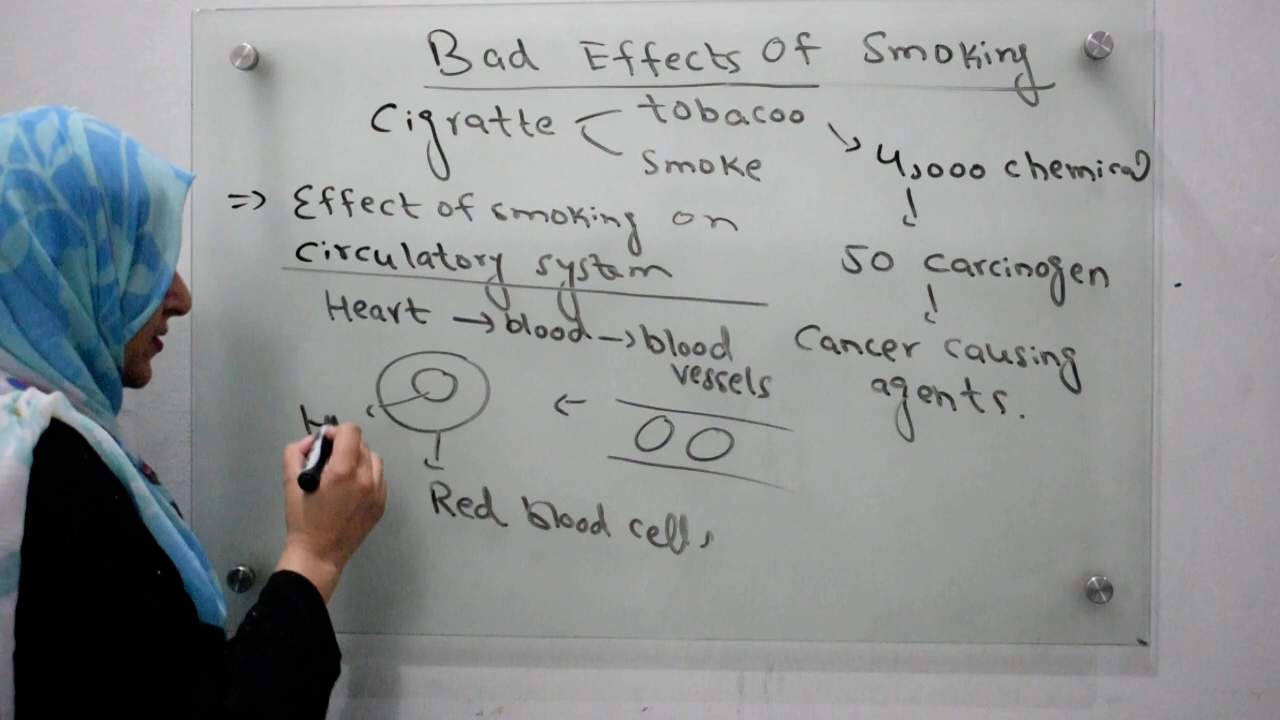 Bad Effects Of Smoking
Cigratte
tobacoo
Smoke
4,000 chemical
50 carcinogen
Cancer causing
agents.
=> Effect of smoking on
circulatory system
Heart → blood → blood
vessels
Red blood cells